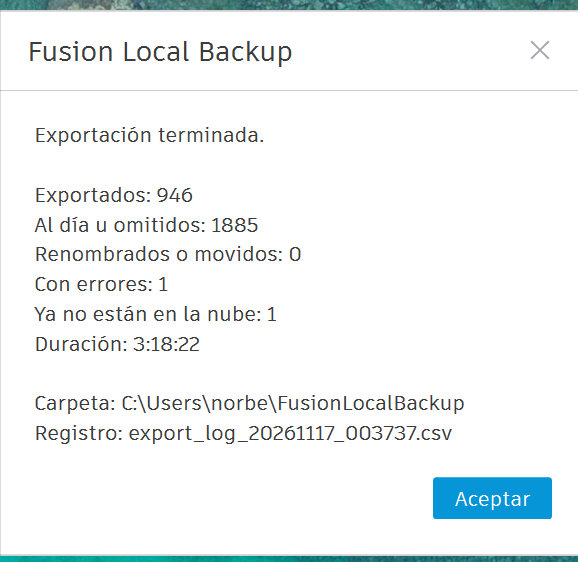 Fusion Local Backup
Exportación terminada.
Exportados: 946
Al día u omitidos: 1885
Renombrados o movidos: 0
Con errores: 1
Ya no están en la nube: 1
Duración: 3:18:22
Carpeta: C:\Users\norbe\FusionLocalBackup
Registro: export_log_20261117_003737.csv
Aceptar